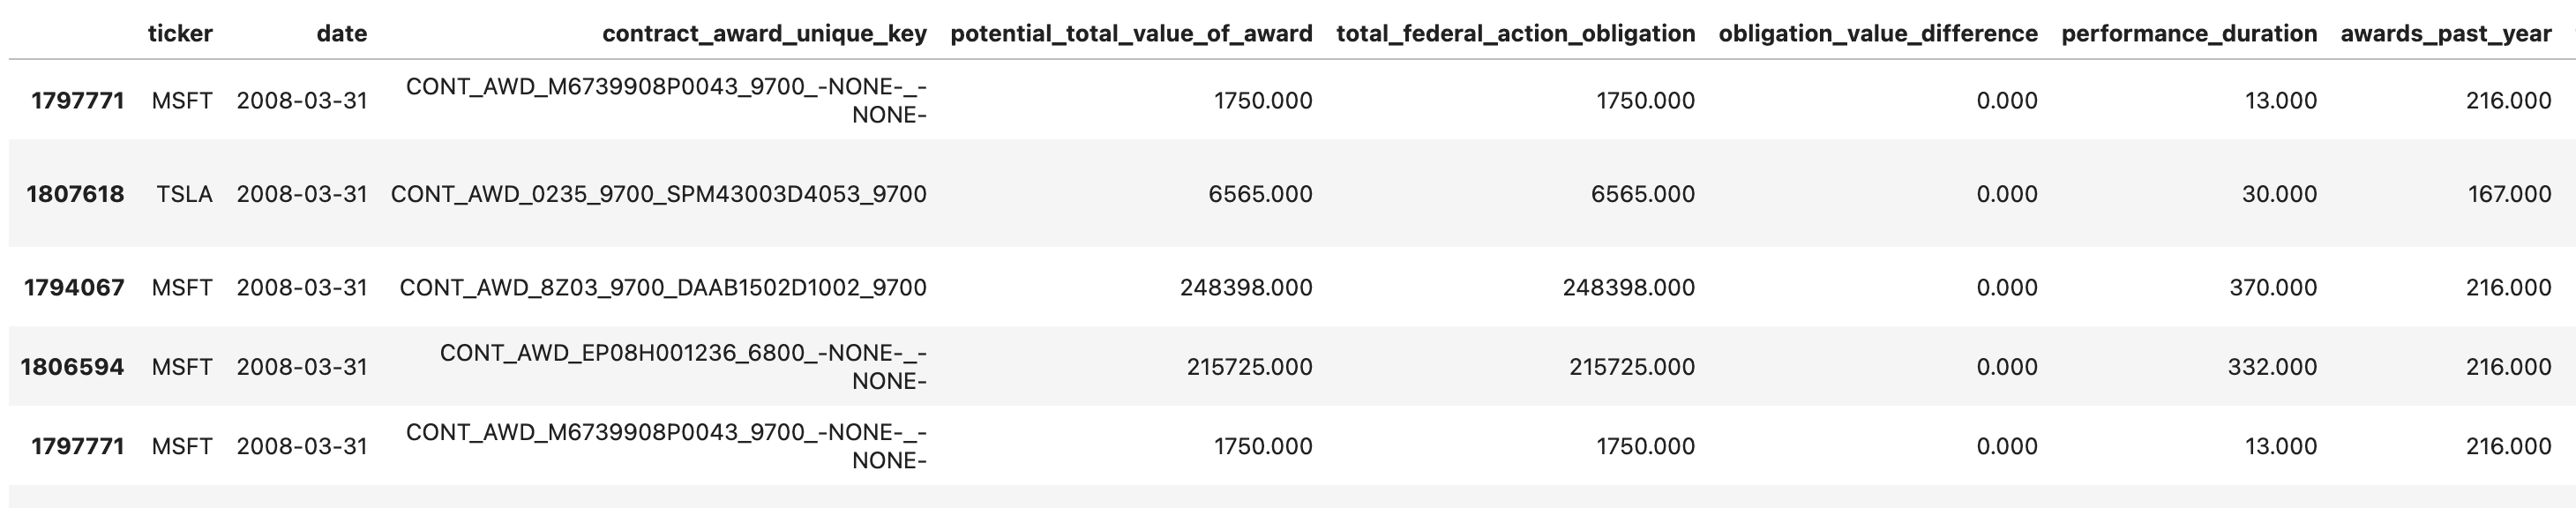 ticker date contract_award_unique_key potential_total_value_of_award total_federal_action_obligation obligation_value_difference performance_duration awards_past_year
1797771 MSFT 2008-03-31 CONT_AWD_M6739908P0043_9700_-NONE-_- 1750.000 1750.000 0.000 13.000 216.000
NONE-
1807618 TSLA 2008-03-31 CONT_AWD_0235_9700_SPM43003D4053_9700 6565.000 6565.000 0.000 30.000 167.000
1794067 MSFT 2008-03-31 CONT_AWD_8Z03_9700_DAAB1502D1002_9700 248398.000 248398.000 0.000 370.000 216.000
1806594 MSFT 2008-03-31 CONT_AWD_EP08H001236_6800_-NONE-_- 215725.000 215725.000 0.000 332.000 216.000
NONE-
1797771 MSFT 2008-03-31 CONT_AWD_M6739908P0043_9700_-NONE-_- 1750.000 1750.000 0.000 13.000 216.000
NONE-